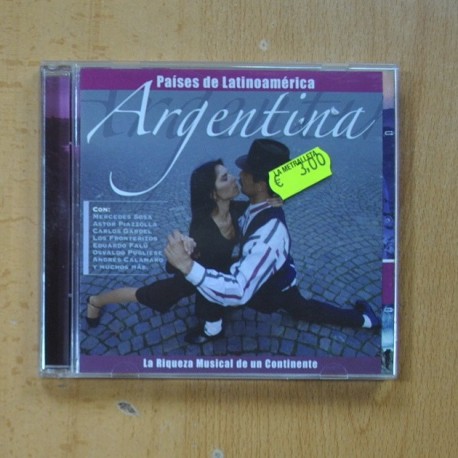 Países de Latinoamérica
Argentina
LA METRALLETA
€ 3,00
CON:
MERCEDES SOSA
ASTOR PIAZZOLLA
CARLOS GARDEL
LOS FRONTERIZOS
EDUARDO FALÚ
OSVALDO PUGLIESE
ANDRÉS CALAMARO
Y MUCHOS MÁS.
La Riqueza Musical de un Continente